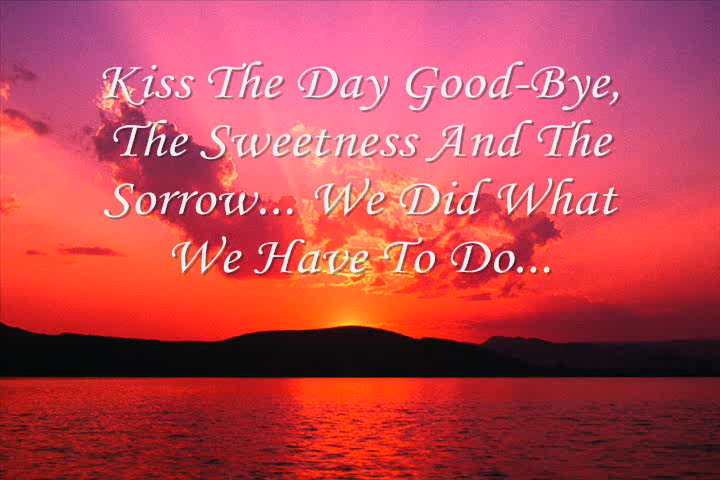 Kiss The Day Good-Bye,
The Sweetness And The
Sorrow... We Did What
We Have To Do...